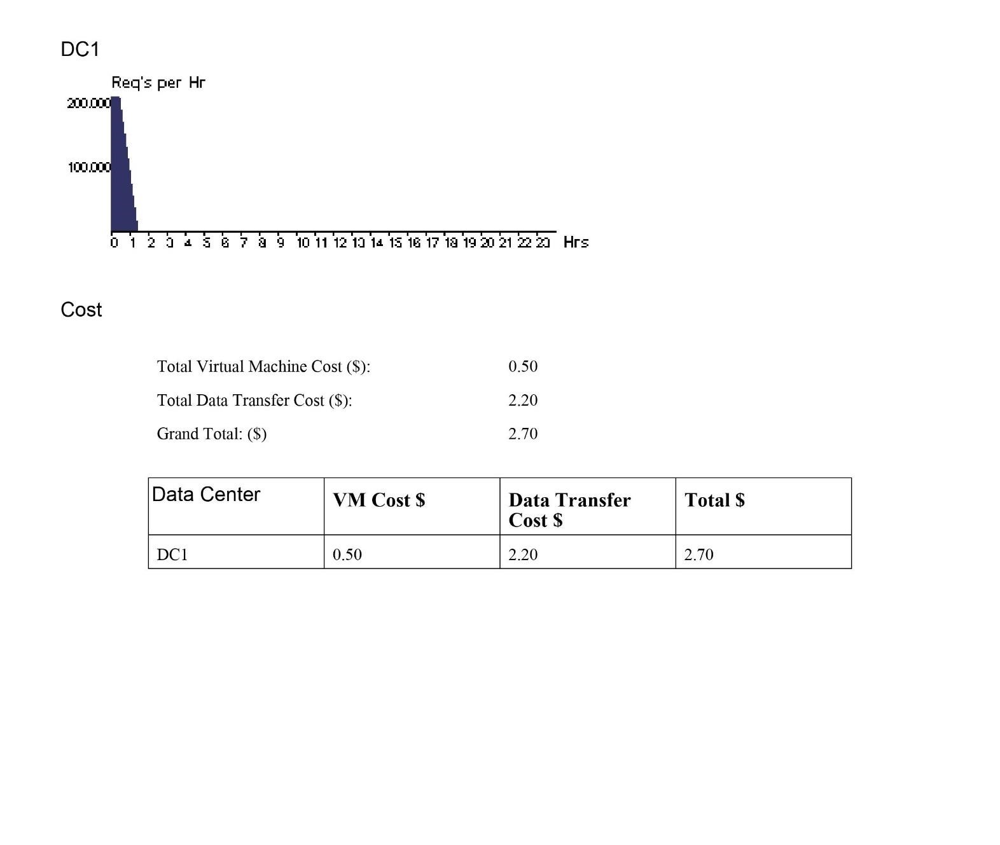 DC1
Req's per Hr
200.000
100.000
0 1 2 3 4 5 6 7 8 9 10 11 12 13 14 15 16 17 18 19 20 21 22 23 Hrs
Cost
Total Virtual Machine Cost ($): 0.50
Total Data Transfer Cost ($): 2.20
Grand Total: ($) 2.70
Data Center VM Cost $ Data Transfer Total $
Cost $
DC1 0.50 2.20 2.70